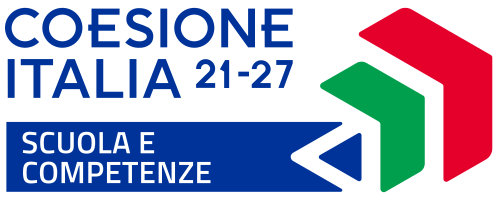 COESIONE
ITALIA 21-27
SCUOLA E
COMPETENZE